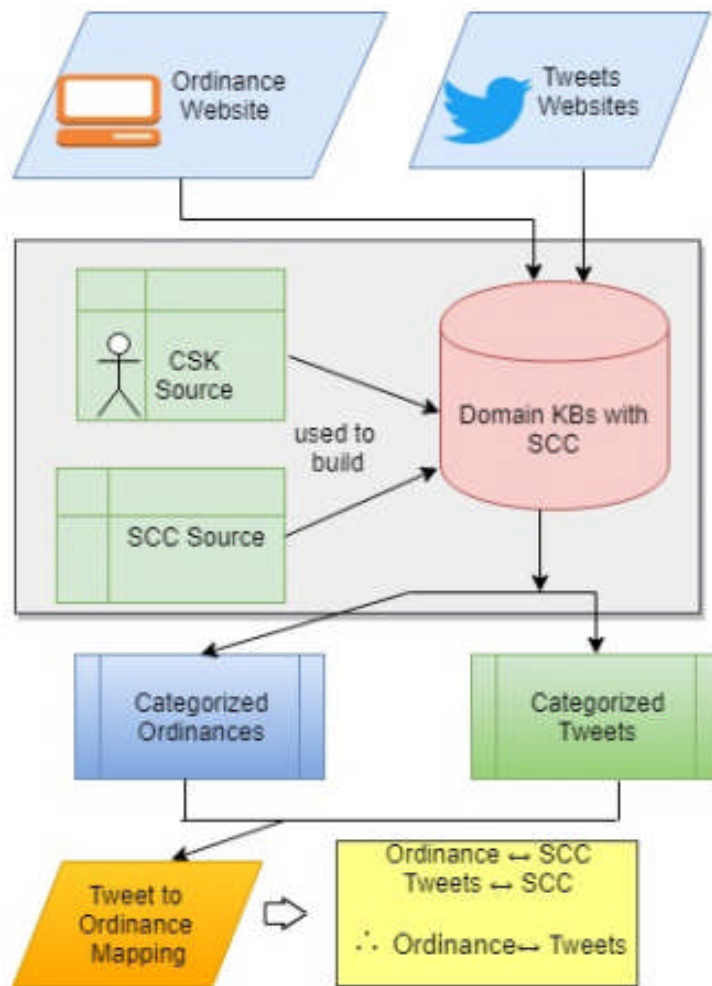 Ordinance
Website
Tweets
Websites
CSK
Source
used to
build
SCC Source
Domain KBs with
SCC
Categorized
Ordinances
Categorized
Tweets
Tweet to
Ordinance
Mapping
Ordinance ↔ SCC
Tweets ↔ SCC
∴ Ordinance↔ Tweets